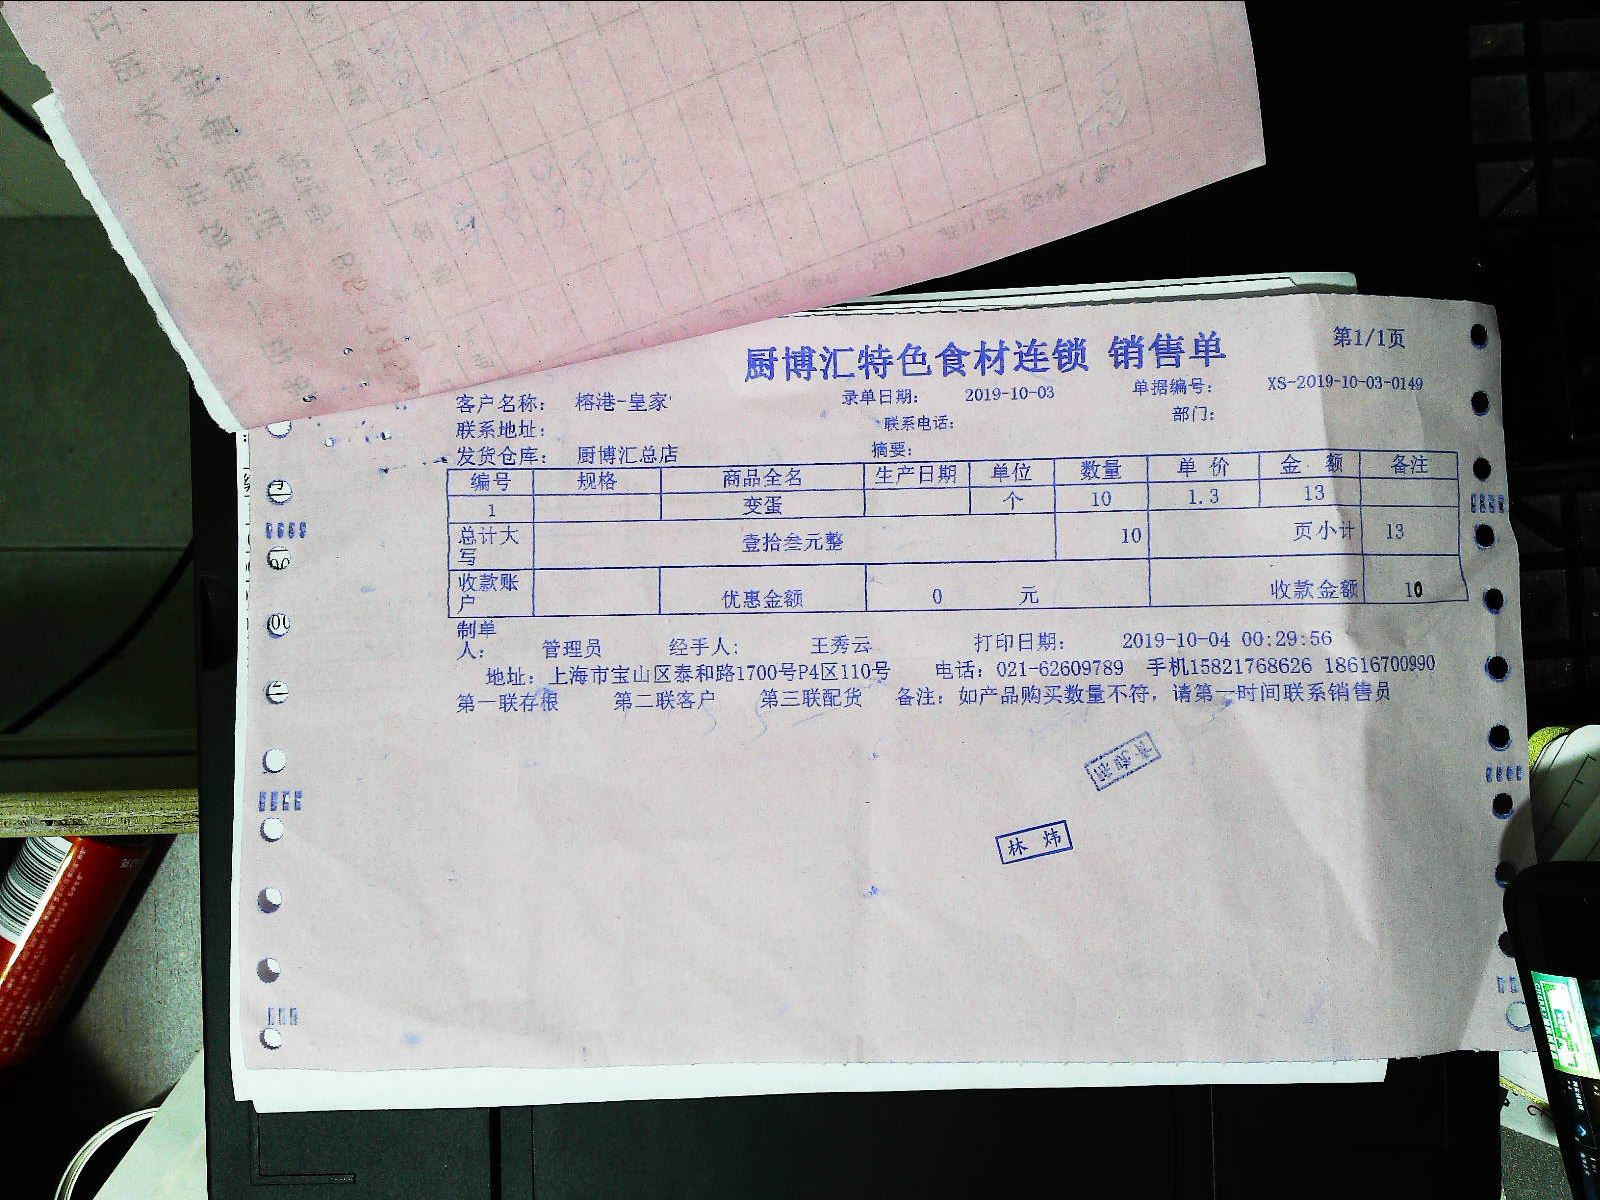 厨博汇特色食材连锁 销售单 第1/1页
客户名称： 榕港-皇家 录单日期： 2019-10-03 单据编号： XS-2019-10-03-0149
联系地址： 联系电话： 部门：
发货仓库： 厨博汇总店 摘要：
编号 规格 商品全名 生产日期 单位 数量 单 价 金 额 备注
1 变蛋 个 10 1.3 13
总计大写 壹拾叁元整 10 页小计 13
收款账户 优惠金额 0 元 收款金额 10
制单人： 管理员 经手人： 王秀云 打印日期： 2019-10-04 00:29:56
地址：上海市宝山区泰和路1700号P4区110号 电话：021-62609789 手机15821768626 18616700990
第一联存根 第二联客户 第三联配货 备注：如产品购买数量不符，请第一时间联系销售员
林 炜